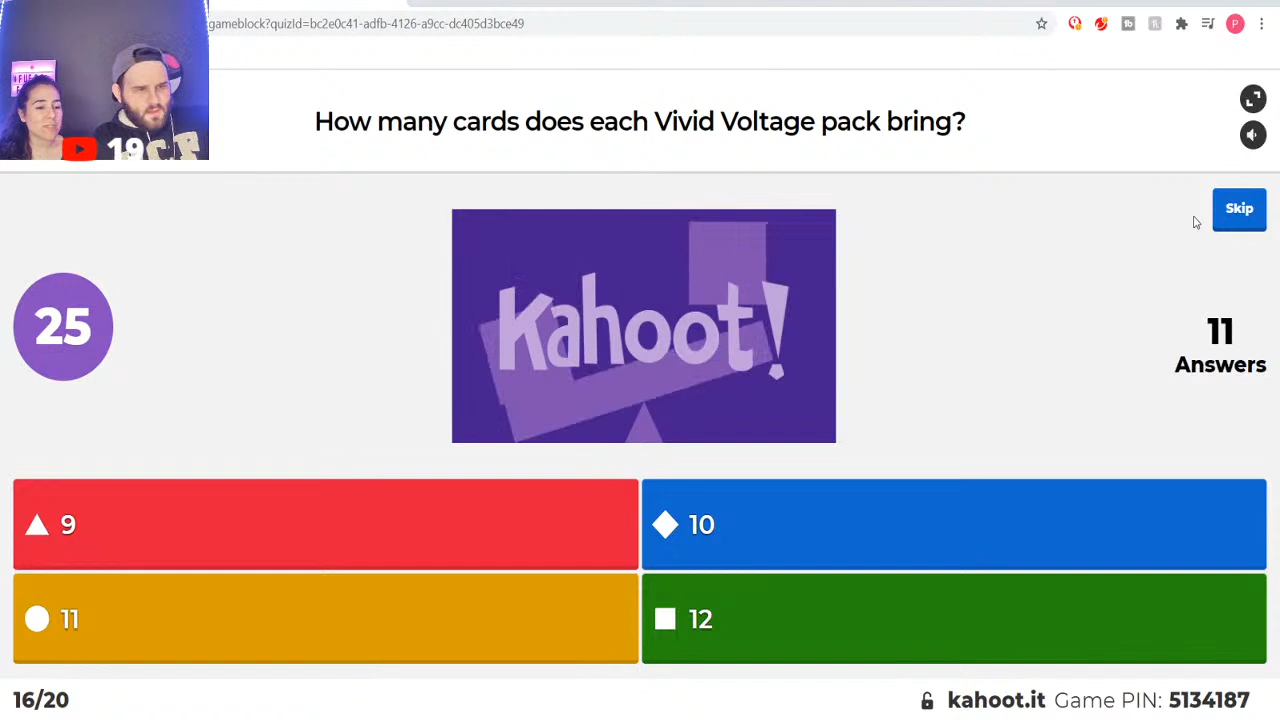 gameblock?quizId=bc2e0c41-adfb-4126-a9cc-dc405d3bce49
P
19
How many cards does each Vivid Voltage pack bring?
Skip
25
Kahoot!
11
Answers
9
10
11
12
16/20
kahoot.it Game PIN: 5134187